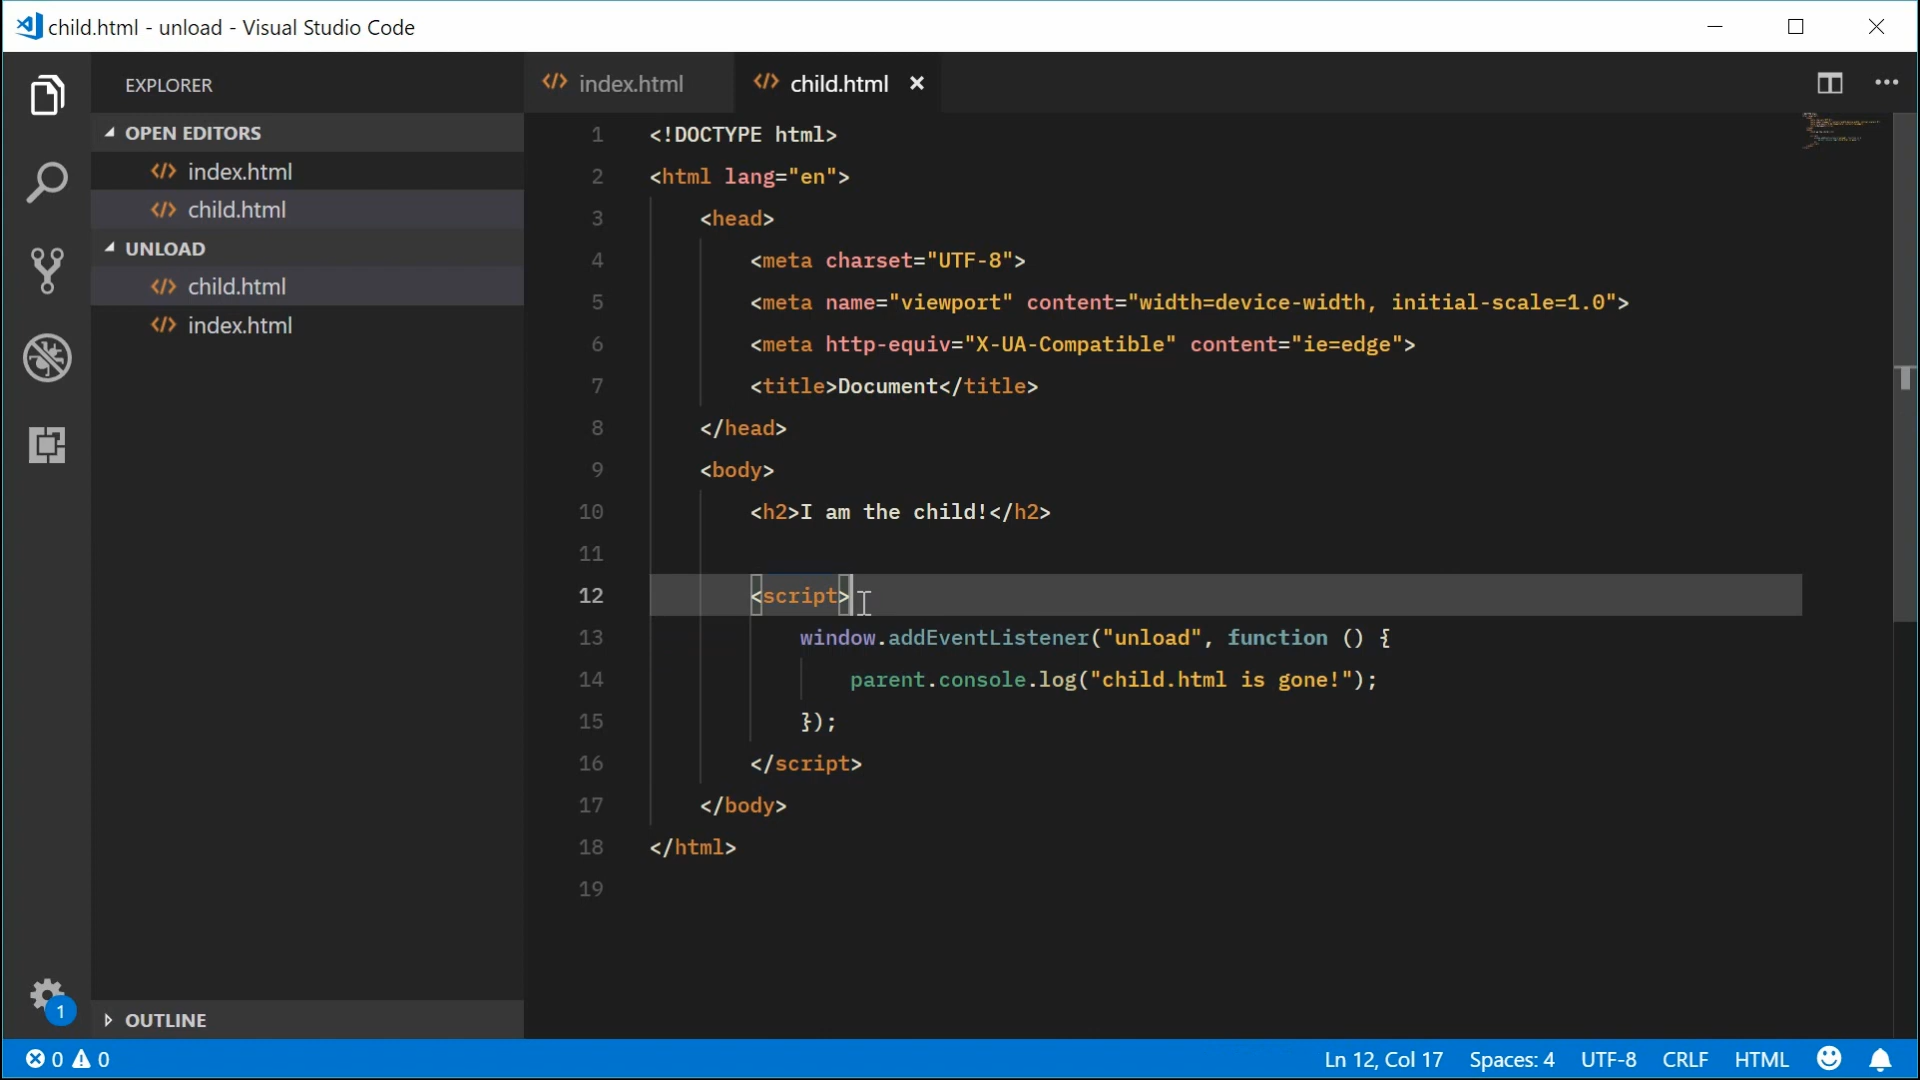 child.html - unload - Visual Studio Code
EXPLORER
OPEN EDITORS
index.html
child.html
UNLOAD
child.html
index.html
OUTLINE
index.html
child.html
1 <!DOCTYPE html>
2 <html lang="en">
3 <head>
4 <meta charset="UTF-8">
5 <meta name="viewport" content="width=device-width, initial-scale=1.0">
6 <meta http-equiv="X-UA-Compatible" content="ie=edge">
7 <title>Document</title>
8 </head>
9 <body>
10 <h2>I am the child!</h2>
11
12 <script>
13 window.addEventListener("unload", function () {
14 parent.console.log("child.html is gone!");
15 });
16 </script>
17 </body>
18 </html>
19
1
0 0
Ln 12, Col 17 Spaces: 4 UTF-8 CRLF HTML